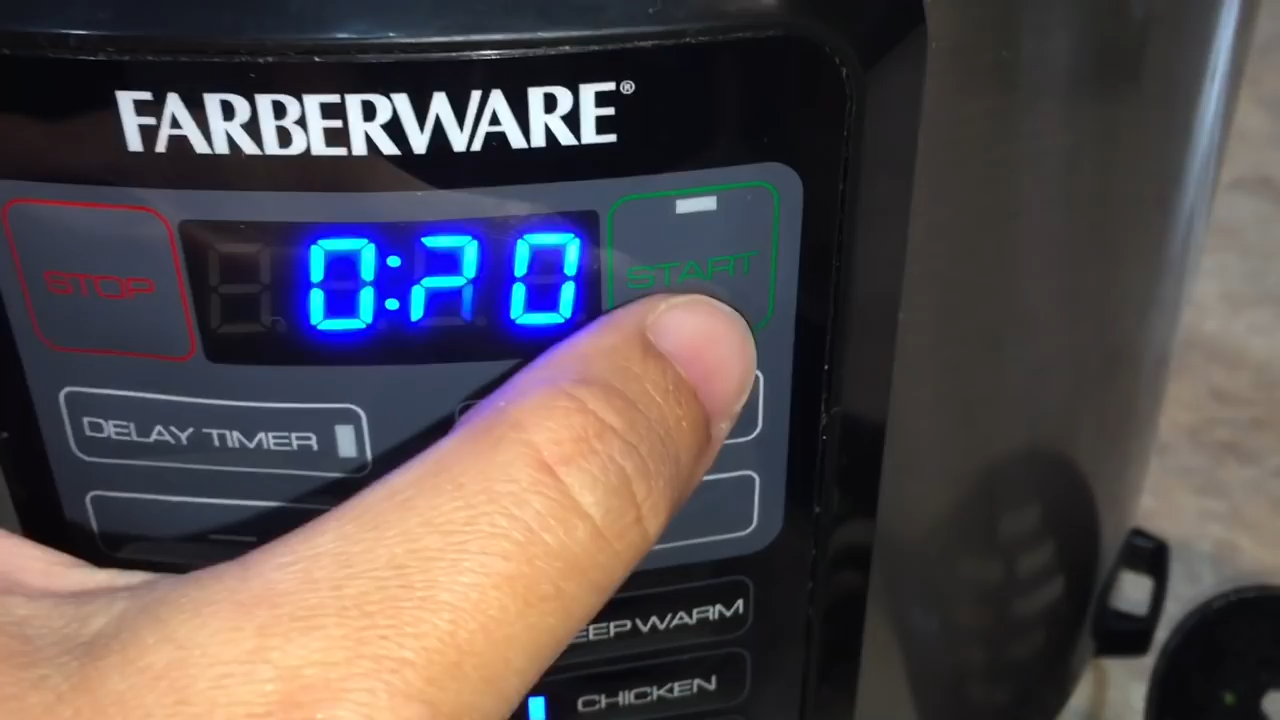 FARBERWARE®
STOP
0:20
START
DELAY TIMER
CHICKEN